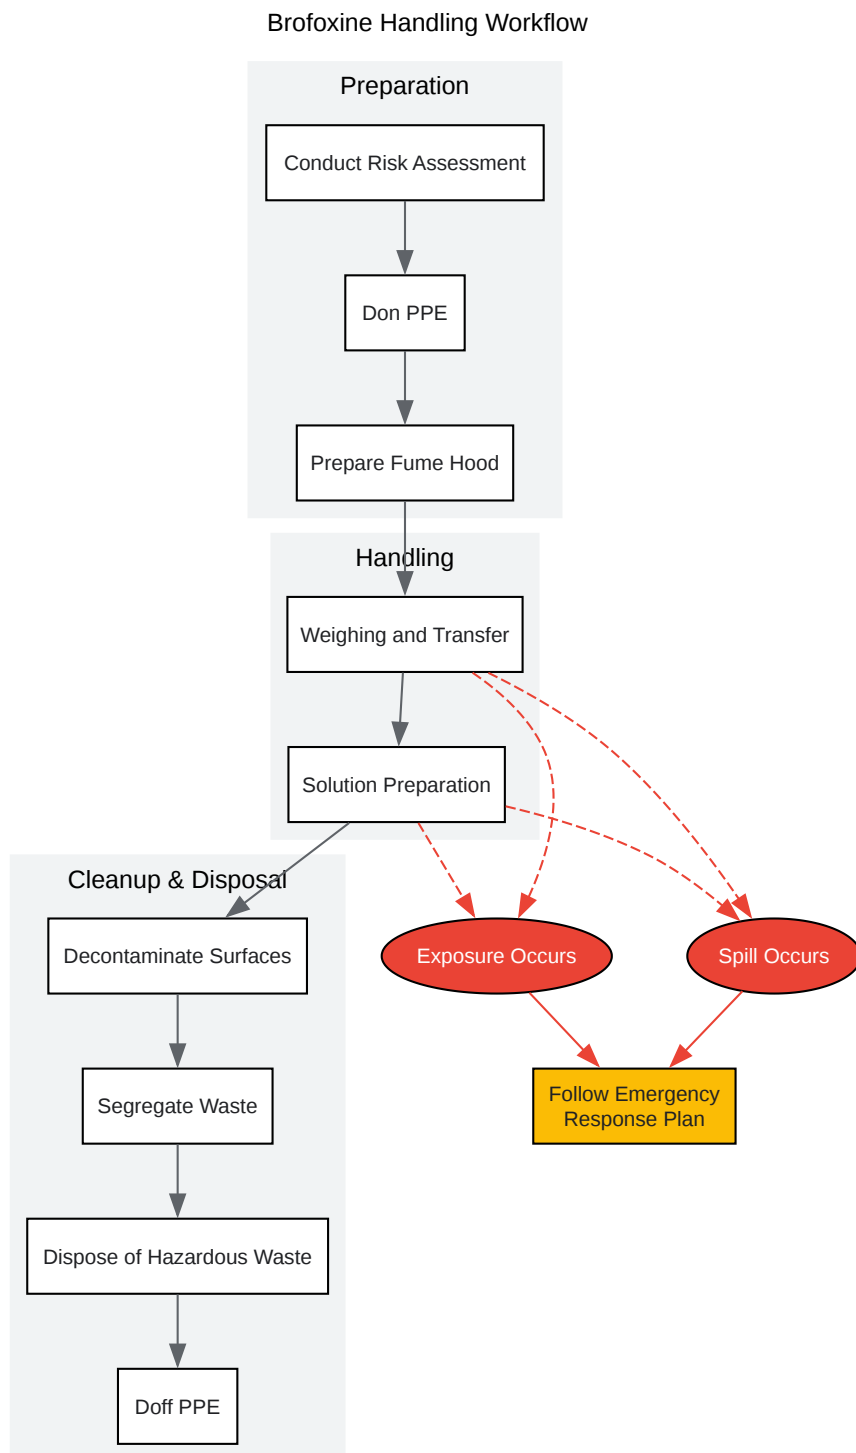 Brofoxine Handling Workflow
Preparation
Conduct Risk Assessment
Don PPE
Prepare Fume Hood
Handling
Weighing and Transfer
Solution Preparation
Cleanup & Disposal
Decontaminate Surfaces
Exposure Occurs
Spill Occurs
Segregate Waste
Follow Emergency
Response Plan
Dispose of Hazardous Waste
Doff PPE